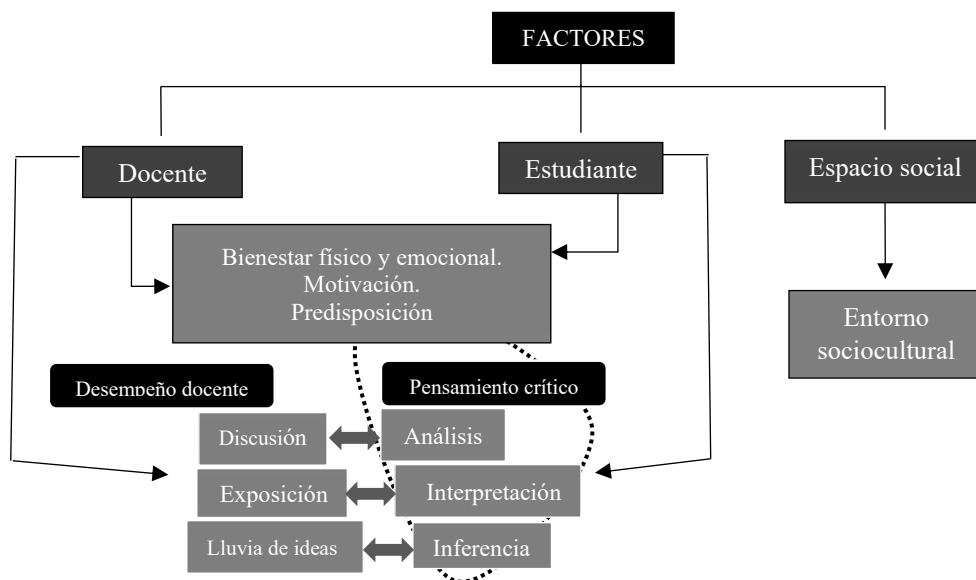 FACTORES
Docente
Estudiante
Espacio social
Bienestar físico y emocional.
Motivación.
Predisposición
Entorno
sociocultural
Desempeño docente
Pensamiento crítico
Discusión
Análisis
Exposición
Interpretación
Lluvia de ideas
Inferencia